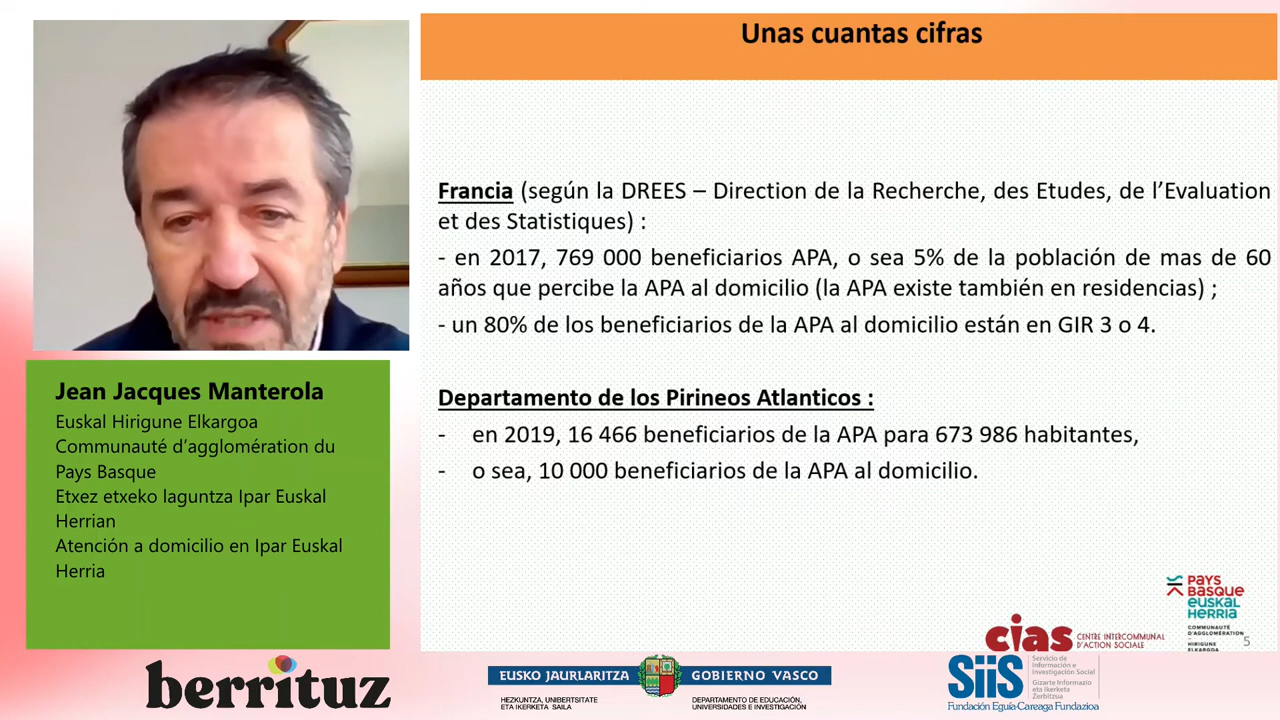 Unas cuantas cifras
Francia (según la DREES – Direction de la Recherche, des Etudes, de l'Evaluation
et des Statistiques) :
- en 2017, 769 000 beneficiarios APA, o sea 5% de la población de mas de 60
años que percibe la APA al domicilio (la APA existe también en residencias) ;
- un 80% de los beneficiarios de la APA al domicilio están en GIR 3 o 4.
Departamento de los Pirineos Atlanticos :
- en 2019, 16 466 beneficiarios de la APA para 673 986 habitantes,
- o sea, 10 000 beneficiarios de la APA al domicilio.
Jean Jacques Manterola
Euskal Hirigune Elkargoa
Communauté d'agglomération du
Pays Basque
Etxez etxeko laguntza Ipar Euskal
Herrian
Atención a domicilio en Ipar Euskal
Herria
PAYS
BASQUE
euskal
HERRIA
COMMUNAUTÉ
D'AGGLOMÉRATION
HIRIGUNE
ELKARGOA
5
cias
CENTRE INTERCOMMUNAL
D'ACTION SOCIALE
berrituz
EUSKO JAURLARITZA
GOBIERNO VASCO
HEZKUNTZA, UNIBERTSITATE
ETA IKERKETA SAILA
DEPARTAMENTO DE EDUCACIÓN,
UNIVERSIDADES E INVESTIGACIÓN
SiiS
Servicio de
Información e
Investigación Social
Gizarte Informazio
eta Ikerketa
Zerbitzua
Fundación Eguía-Careaga Fundazioa